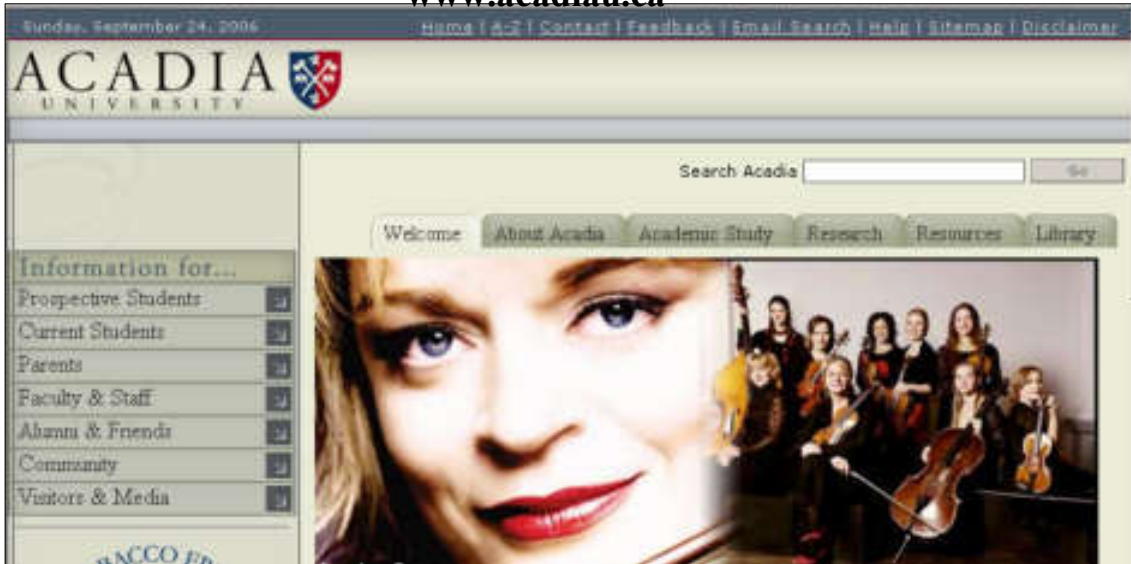 www.acadiau.ca
Sunday, September 24, 2006 Home | A-Z | Contact | Feedback | Email Search | Help | Sitemap | Disclaimer
ACADIA
UNIVERSITY
Search Acadia Go
Welcome About Acadia Academic Study Research Resources Library
Information for...
Prospective Students
Current Students
Parents
Faculty & Staff
Alumni & Friends
Community
Visitors & Media